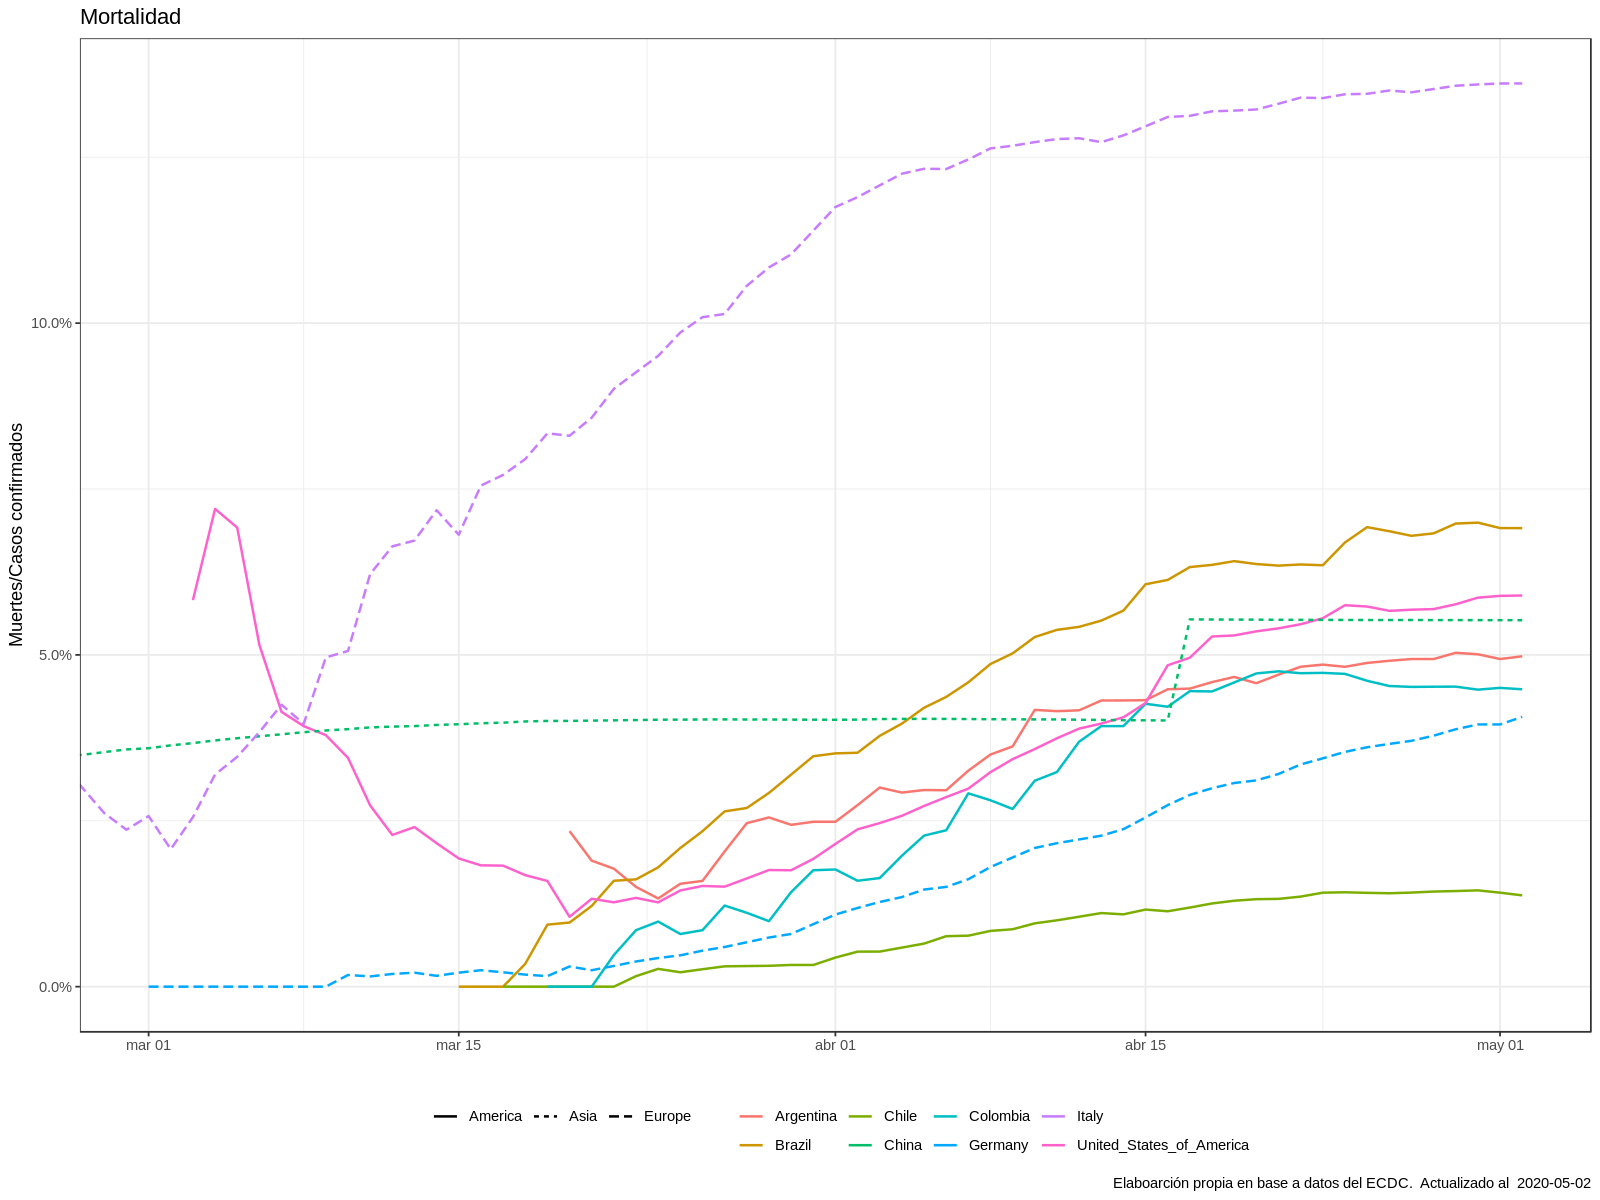 Mortalidad
Muertes/Casos confirmados
10.0%
5.0%
0.0%
mar 01 mar 15 abr 01 abr 15 may 01
America Asia Europe Argentina Chile Colombia Italy
Brazil China Germany United_States_of_America
Elaboarción propia en base a datos del ECDC. Actualizado al 2020-05-02